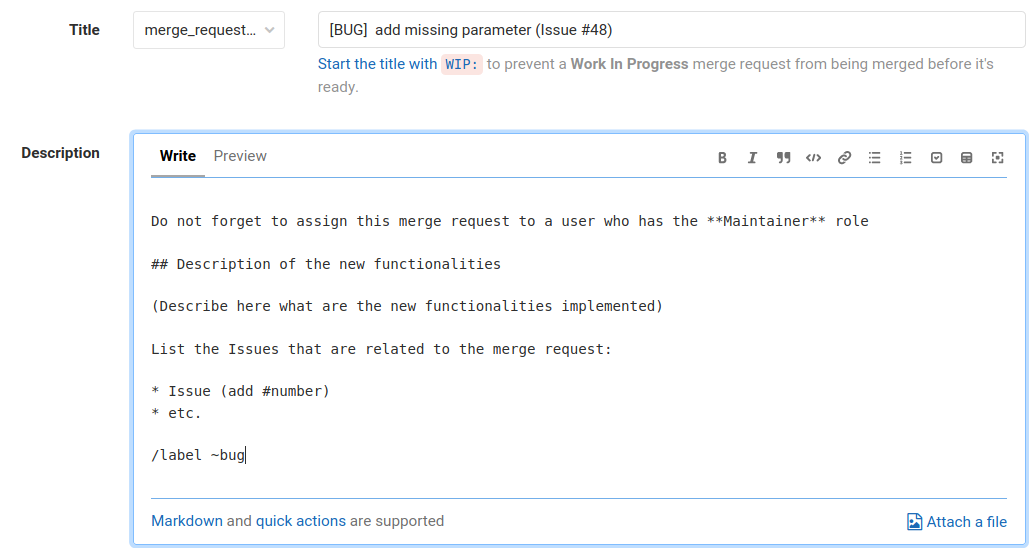 Title merge_request... [BUG]  add missing parameter (Issue #48)
Start the title with WIP: to prevent a Work In Progress merge request from being merged before it's
ready.
Description
Write Preview
Do not forget to assign this merge request to a user who has the **Maintainer** role
## Description of the new functionalities
(Describe here what are the new functionalities implemented)
List the Issues that are related to the merge request:
* Issue (add #number)
* etc.
/label ~bug
Markdown and quick actions are supported Attach a file